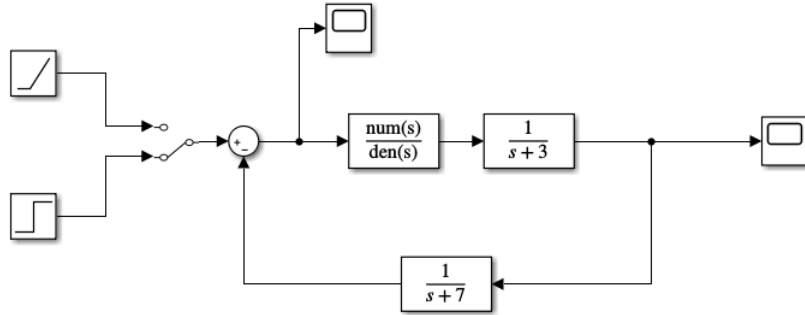 +
−
num(s)
den(s)
1
s + 3
1
s + 7